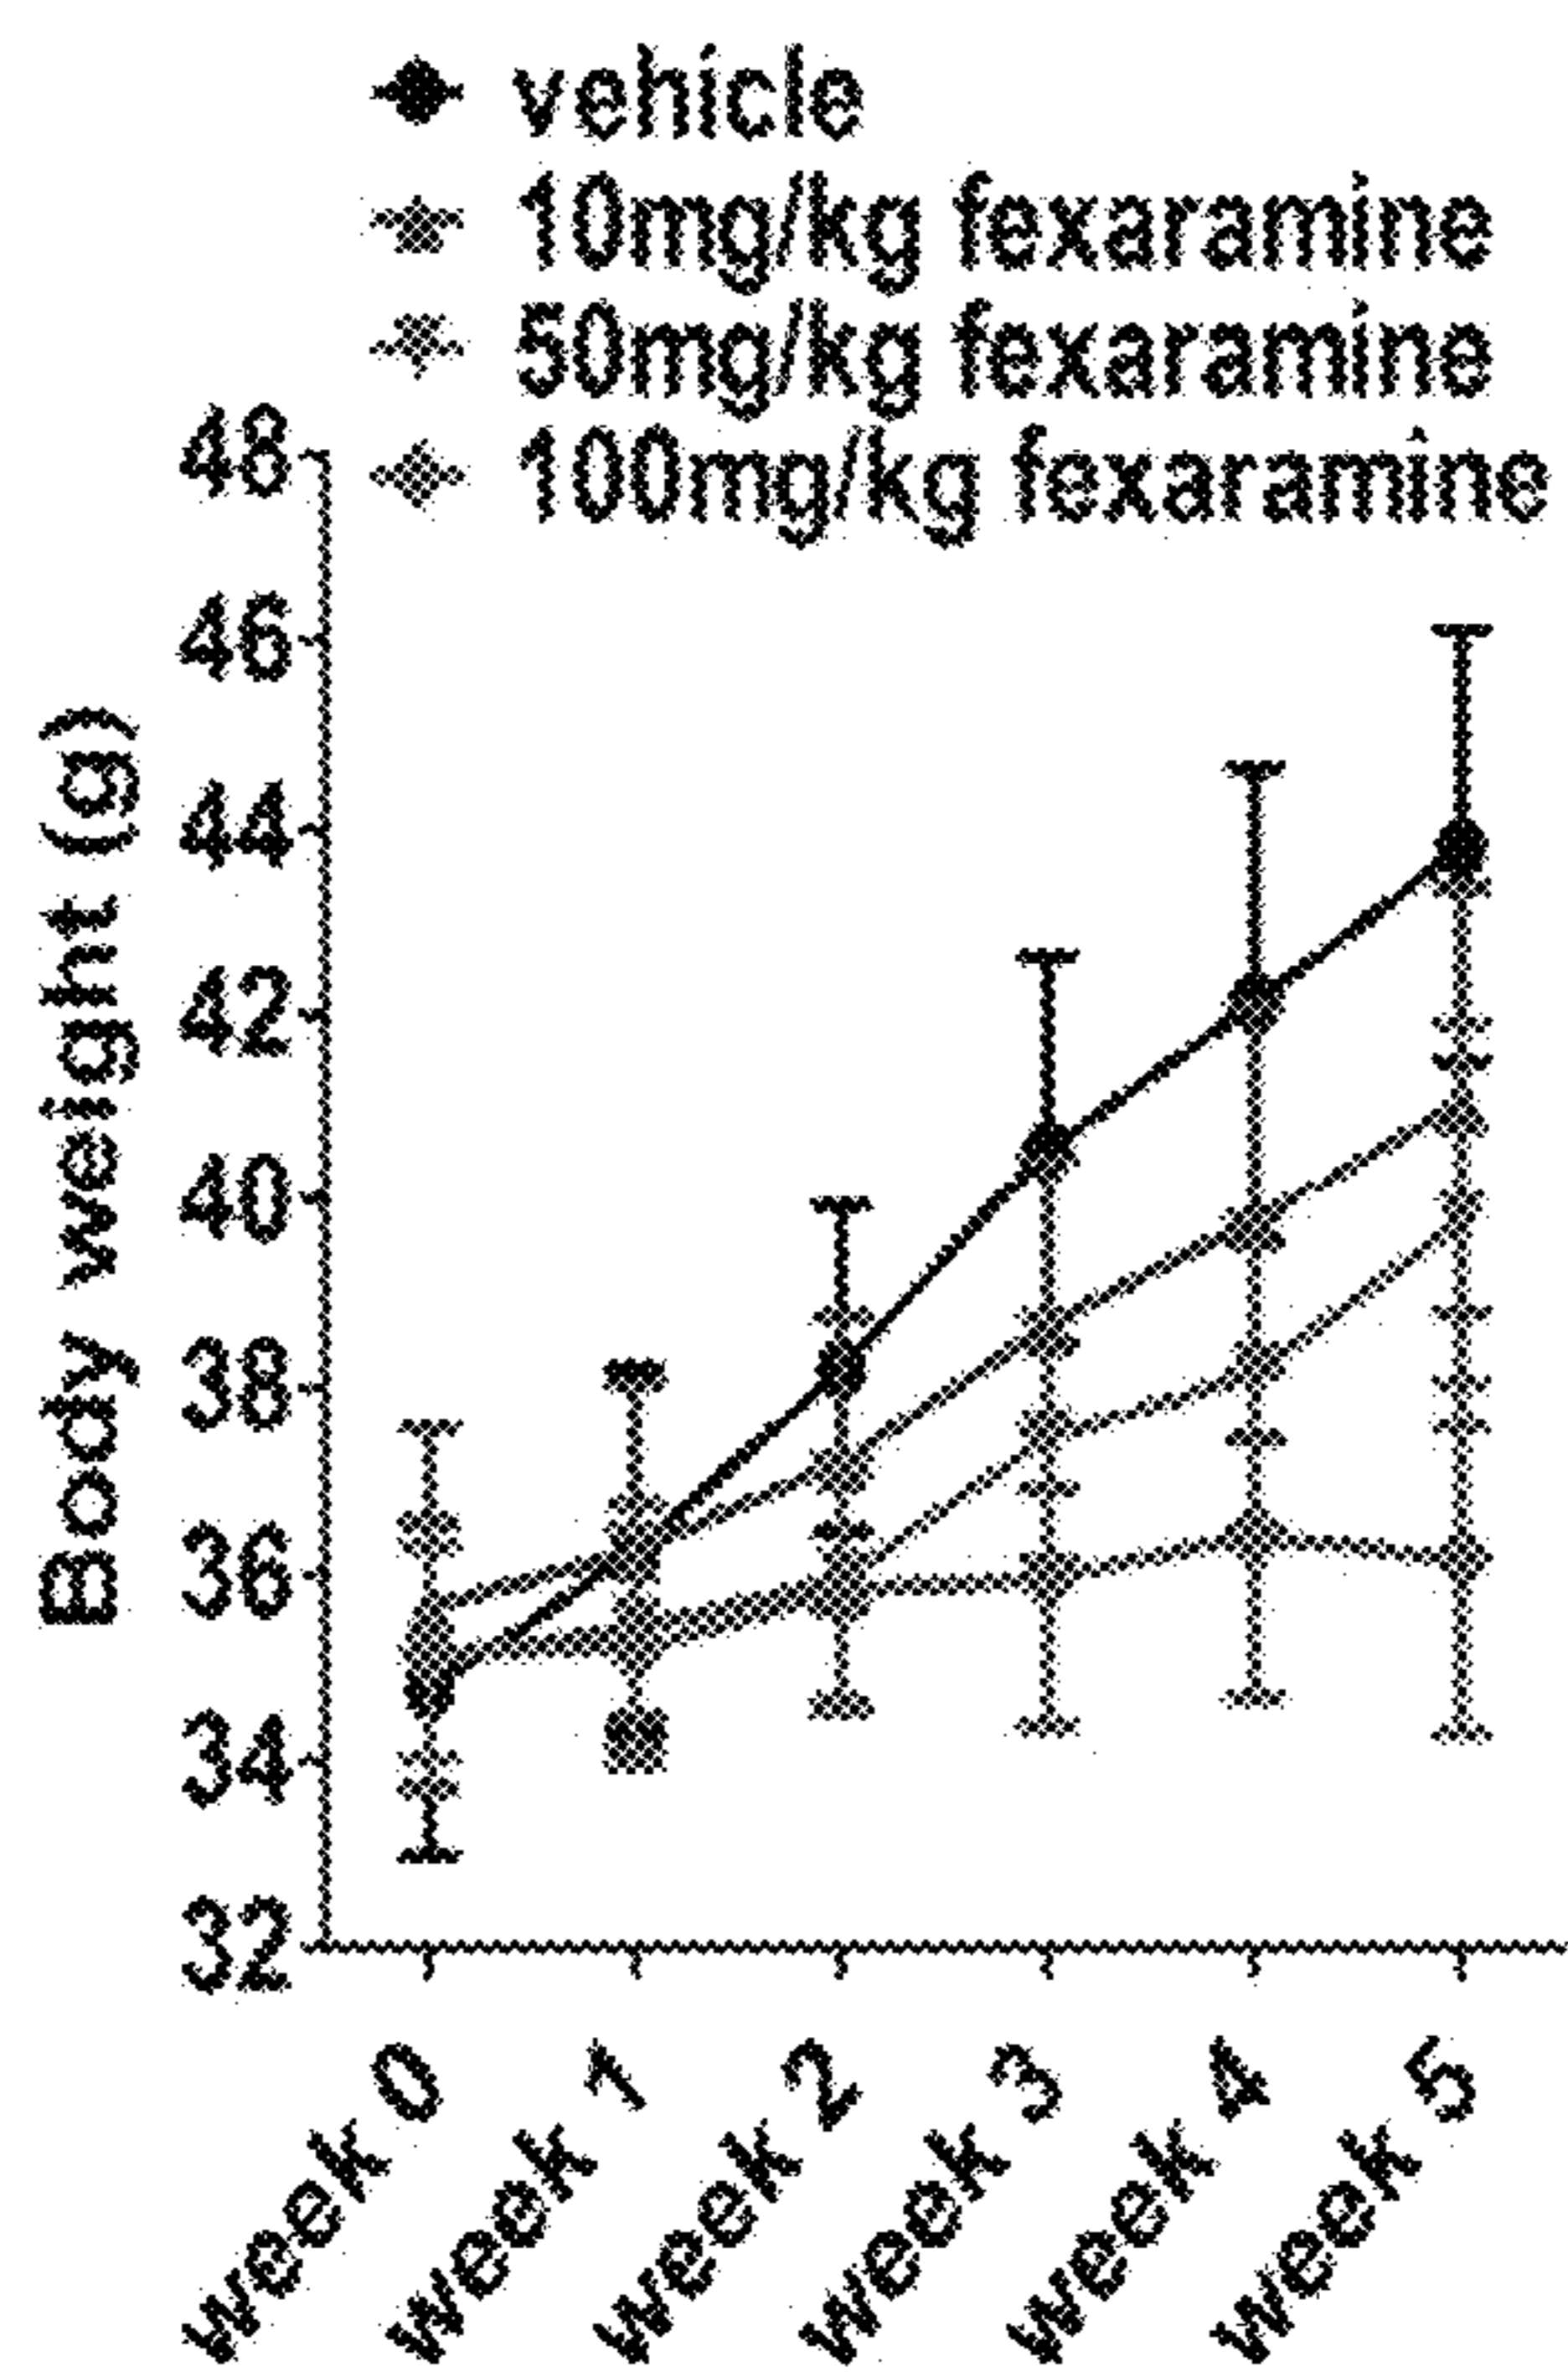 vehicle
10mg/kg fexaramine
50mg/kg fexaramine
100mg/kg fexaramine
Body weight (g)
48
46
44
42
40
38
36
34
32
week 0
week 1
week 2
week 3
week 4
week 5